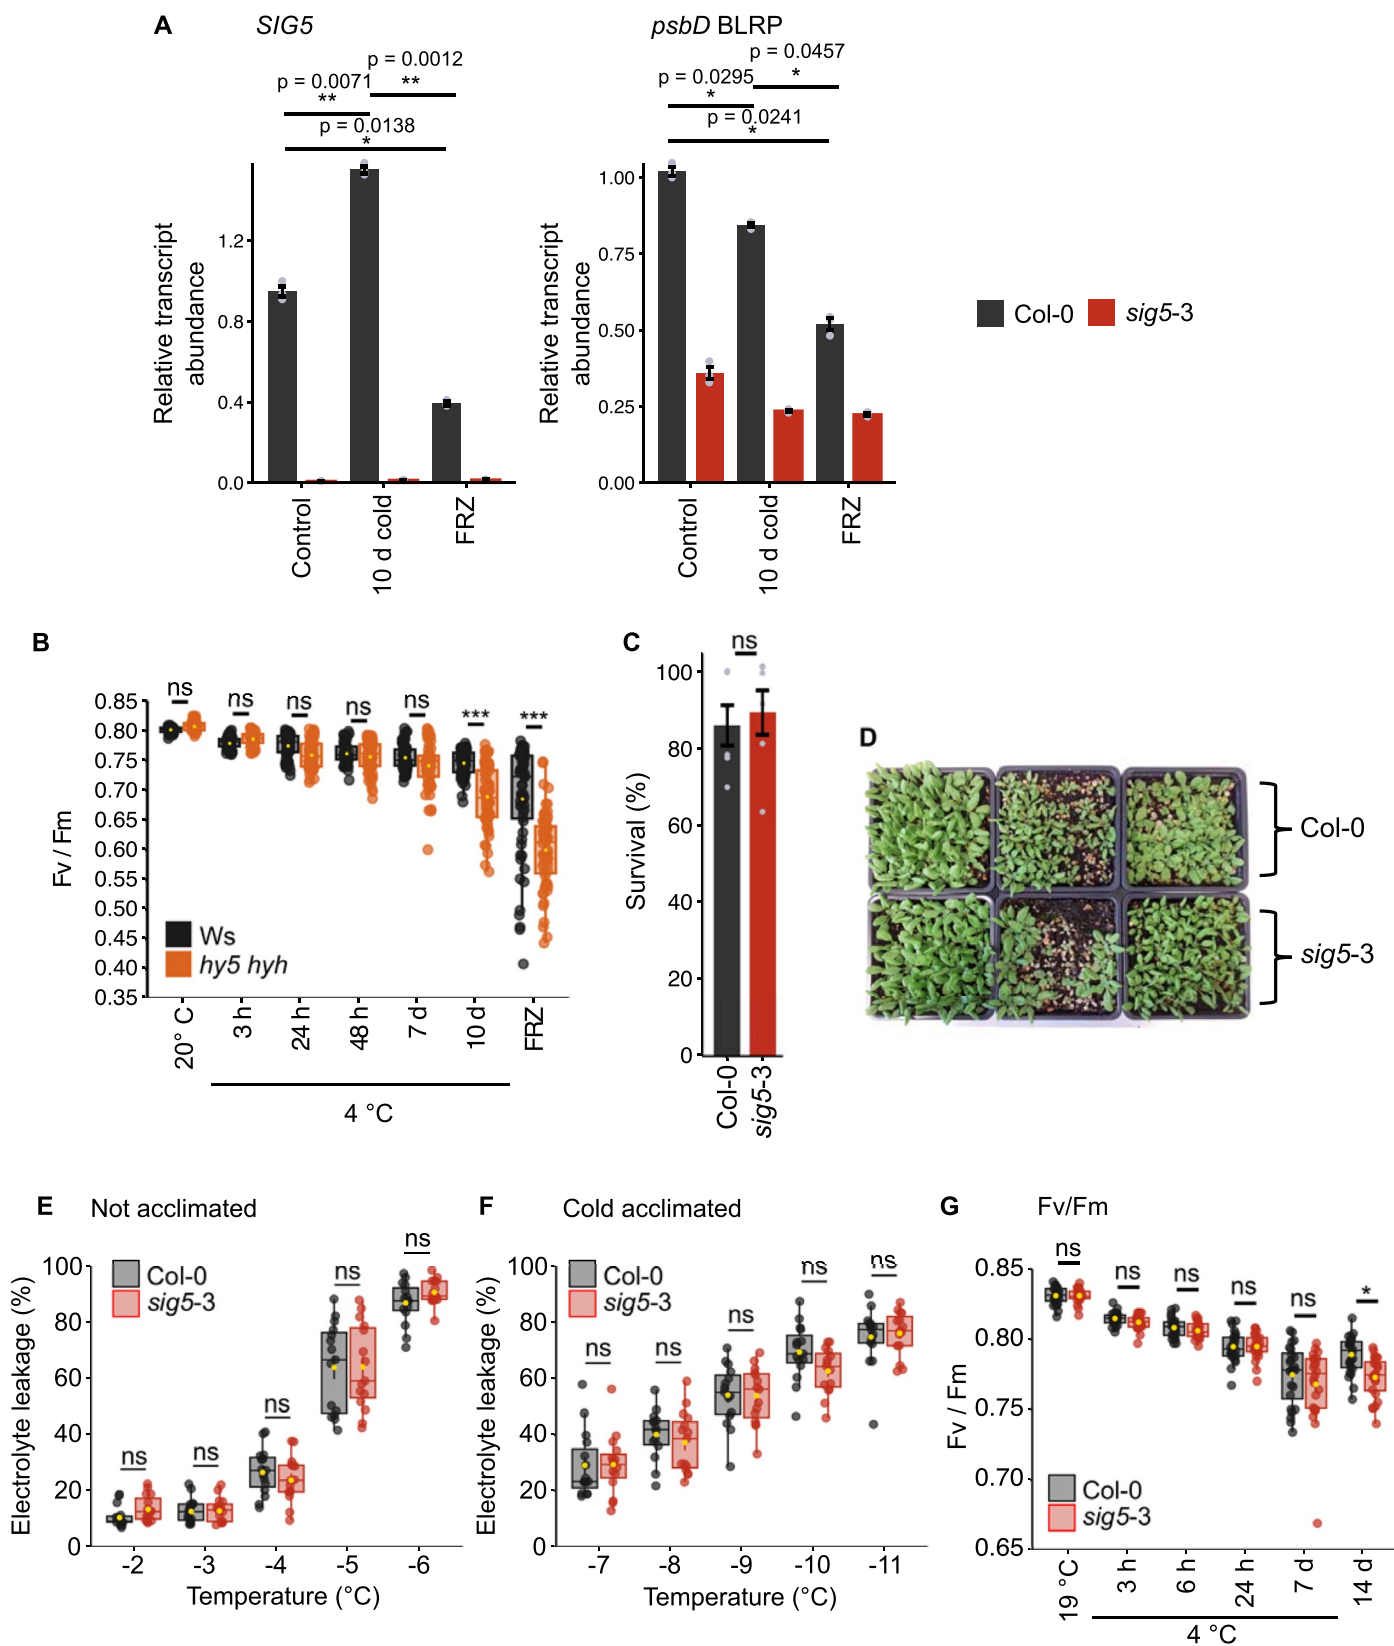 A
SIG5
psbD BLRP
p = 0.0012
**
p = 0.0071
**
p = 0.0138
*
p = 0.0457
*
p = 0.0295
*
p = 0.0241
*
Relative transcript
abundance
1.2
0.8
0.4
0.0
Control
10 d cold
FRZ
Relative transcript
abundance
1.00
0.75
0.50
0.25
0.00
Control
10 d cold
FRZ
Col-0
sig5-3
B
Fv / Fm
0.85
0.80
0.75
0.70
0.65
0.60
0.55
0.50
0.45
0.40
0.35
ns
ns
ns
ns
ns
***
***
Ws
hy5 hyh
20° C
3 h
24 h
48 h
7 d
10 d
FRZ
4 °C
C
ns
Survival (%)
100
80
60
40
20
0
Col-0
sig5-3
D
Col-0
sig5-3
E
Not acclimated
Electrolyte leakage (%)
100
80
60
40
20
0
Col-0
sig5-3
ns
ns
ns
ns
ns
-2
-3
-4
-5
-6
Temperature (°C)
F
Cold acclimated
Electrolyte leakage (%)
100
80
60
40
20
0
Col-0
sig5-3
ns
ns
ns
ns
ns
-7
-8
-9
-10
-11
Temperature (°C)
G
Fv/Fm
Fv / Fm
0.85
0.80
0.75
0.70
0.65
ns
ns
ns
ns
ns
*
Col-0
sig5-3
19 °C
3 h
6 h
24 h
7 d
14 d
4 °C